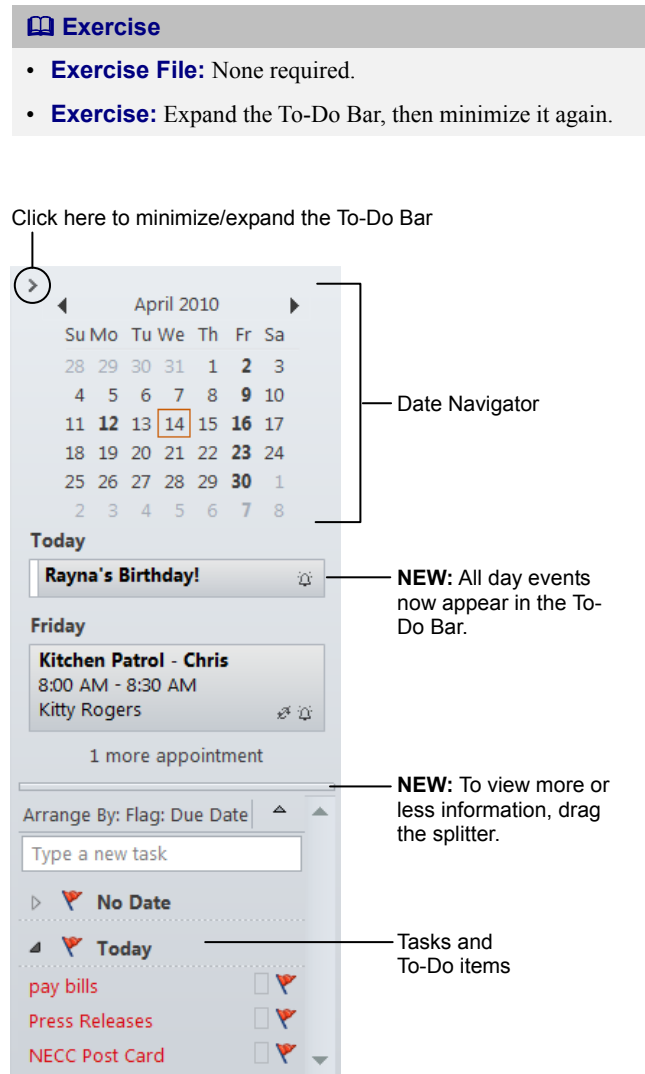 Exercise
• Exercise File: None required.
• Exercise: Expand the To-Do Bar, then minimize it again.
Click here to minimize/expand the To-Do Bar
April 2010
Su Mo Tu We Th Fr Sa
28 29 30 31 1 2 3
4 5 6 7 8 9 10
11 12 13 14 15 16 17
18 19 20 21 22 23 24
25 26 27 28 29 30 1
2 3 4 5 6 7 8
Date Navigator
Today
Rayna's Birthday!
NEW: All day events
now appear in the To-
Do Bar.
Friday
Kitchen Patrol - Chris
8:00 AM - 8:30 AM
Kitty Rogers
1 more appointment
NEW: To view more or
less information, drag
the splitter.
Arrange By: Flag: Due Date
Type a new task
No Date
Today
Tasks and
To-Do items
pay bills
Press Releases
NECC Post Card